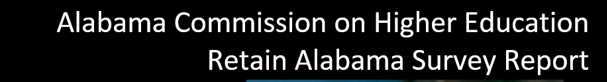 Alabama Commission on Higher Education
Retain Alabama Survey Report